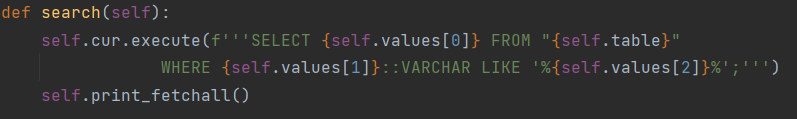 def search(self):
    self.cur.execute(f'''SELECT {self.values[0]} FROM "{self.table}"
                WHERE {self.values[1]}::VARCHAR LIKE '%{self.values[2]}%';''')
    self.print_fetchall()